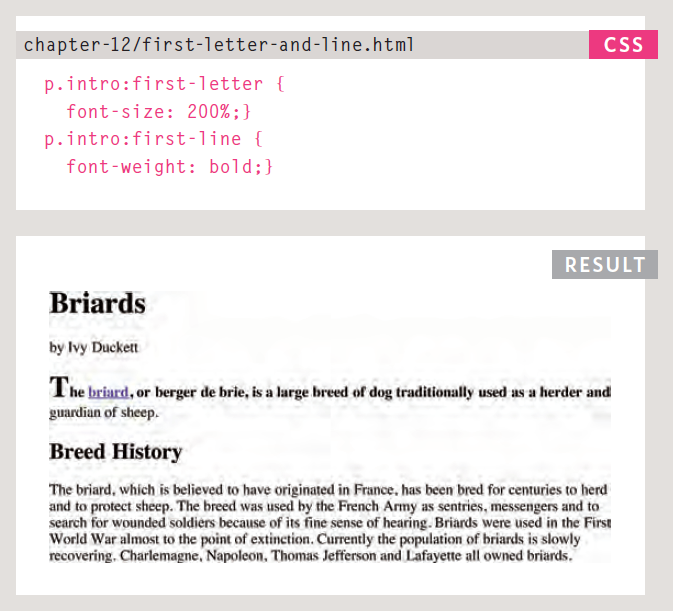 chapter-12/first-letter-and-line.html
CSS
p.intro:first-letter {
font-size: 200%;}
p.intro:first-line {
font-weight: bold;}
RESULT
Briards
by Ivy Duckett
The briard, or berger de brie, is a large breed of dog traditionally used as a herder and
guardian of sheep.
Breed History
The briard, which is believed to have originated in France, has been bred for centuries to herd
and to protect sheep. The breed was used by the French Army as sentries, messengers and to
search for wounded soldiers because of its fine sense of hearing. Briards were used in the First
World War almost to the point of extinction. Currently the population of briards is slowly
recovering. Charlemagne, Napoleon, Thomas Jefferson and Lafayette all owned briards.